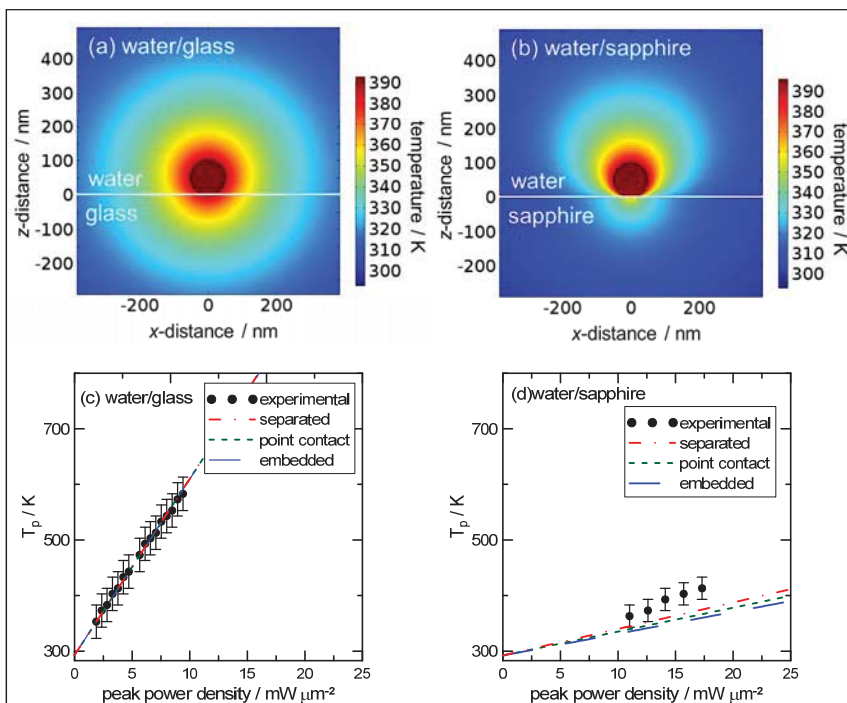 (a) water/glass
400
300
200
100
0
-100
-200
z-distance / nm
water
glass
-200
0
200
x-distance / nm
390
380
370
360
350
340
330
320
310
300
temperature / K
(b) water/sapphire
400
300
200
100
0
-100
-200
z-distance / nm
water
sapphire
-200
0
200
x-distance / nm
390
380
370
360
350
340
330
320
310
300
temperature / K
(c) water/glass
experimental
separated
point contact
embedded
700
500
300
Tp / K
0
5
10
15
20
25
peak power density / mW μm⁻²
(d)water/sapphire
experimental
separated
point contact
embedded
700
500
300
Tp / K
0
5
10
15
20
25
peak power density / mW μm⁻²